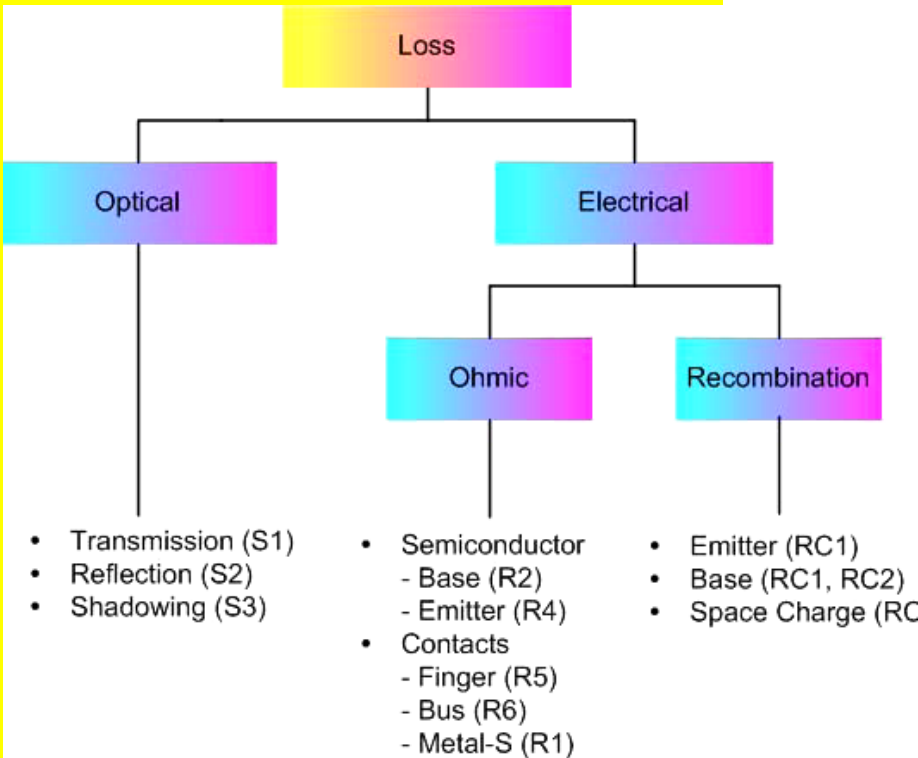 Loss
Optical
Electrical
Ohmic
Recombination
• Transmission (S1)
• Reflection (S2)
• Shadowing (S3)
• Semiconductor
- Base (R2)
- Emitter (R4)
• Contacts
- Finger (R5)
- Bus (R6)
- Metal-S (R1)
• Emitter (RC1)
• Base (RC1, RC2)
• Space Charge